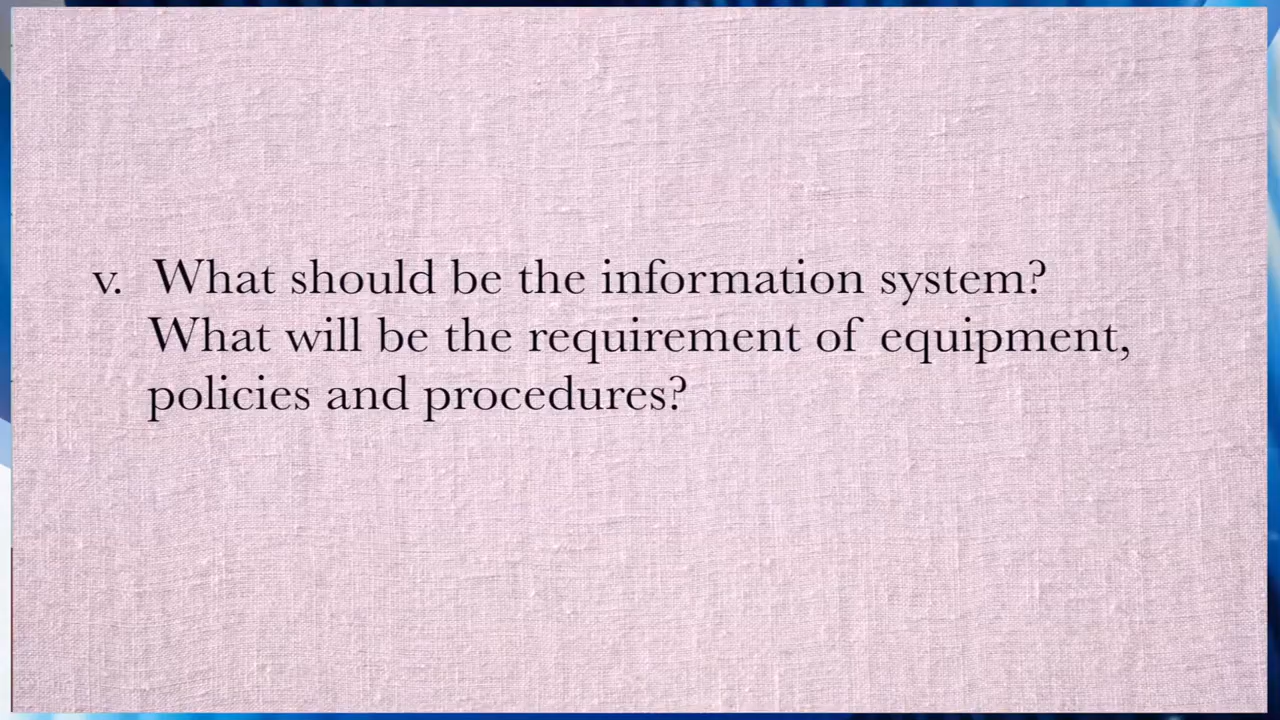 v. What should be the information system?
What will be the requirement of equipment,
policies and procedures?